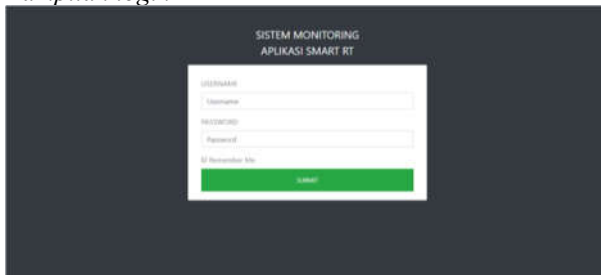 SISTEM MONITORING
APLIKASI SMART RT
USERNAME
Username
PASSWORD
Password
Remember Me
SUBMIT